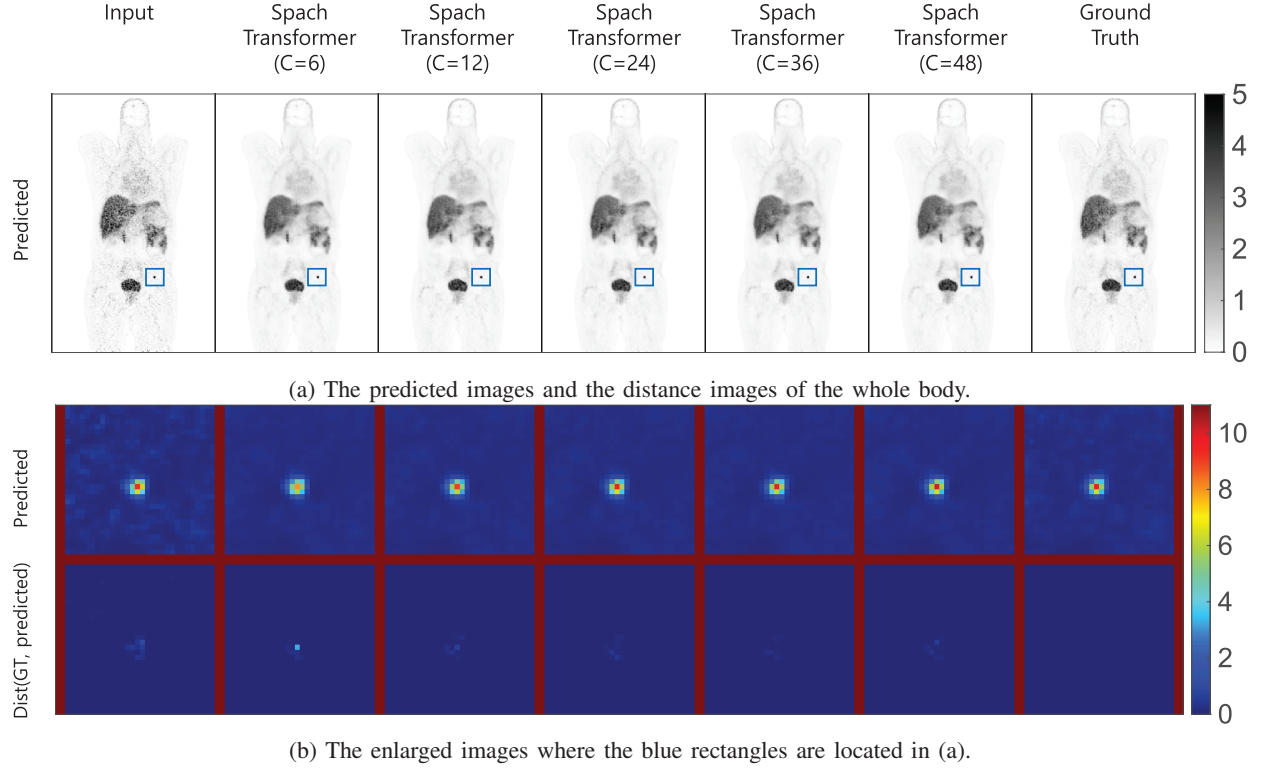 Input
Spach
Transformer
(C=6)
Spach
Transformer
(C=12)
Spach
Transformer
(C=24)
Spach
Transformer
(C=36)
Spach
Transformer
(C=48)
Ground
Truth
Predicted
5
4
3
2
1
0
(a) The predicted images and the distance images of the whole body.
Predicted
Dist(GT, predicted)
10
8
6
4
2
0
(b) The enlarged images where the blue rectangles are located in (a).